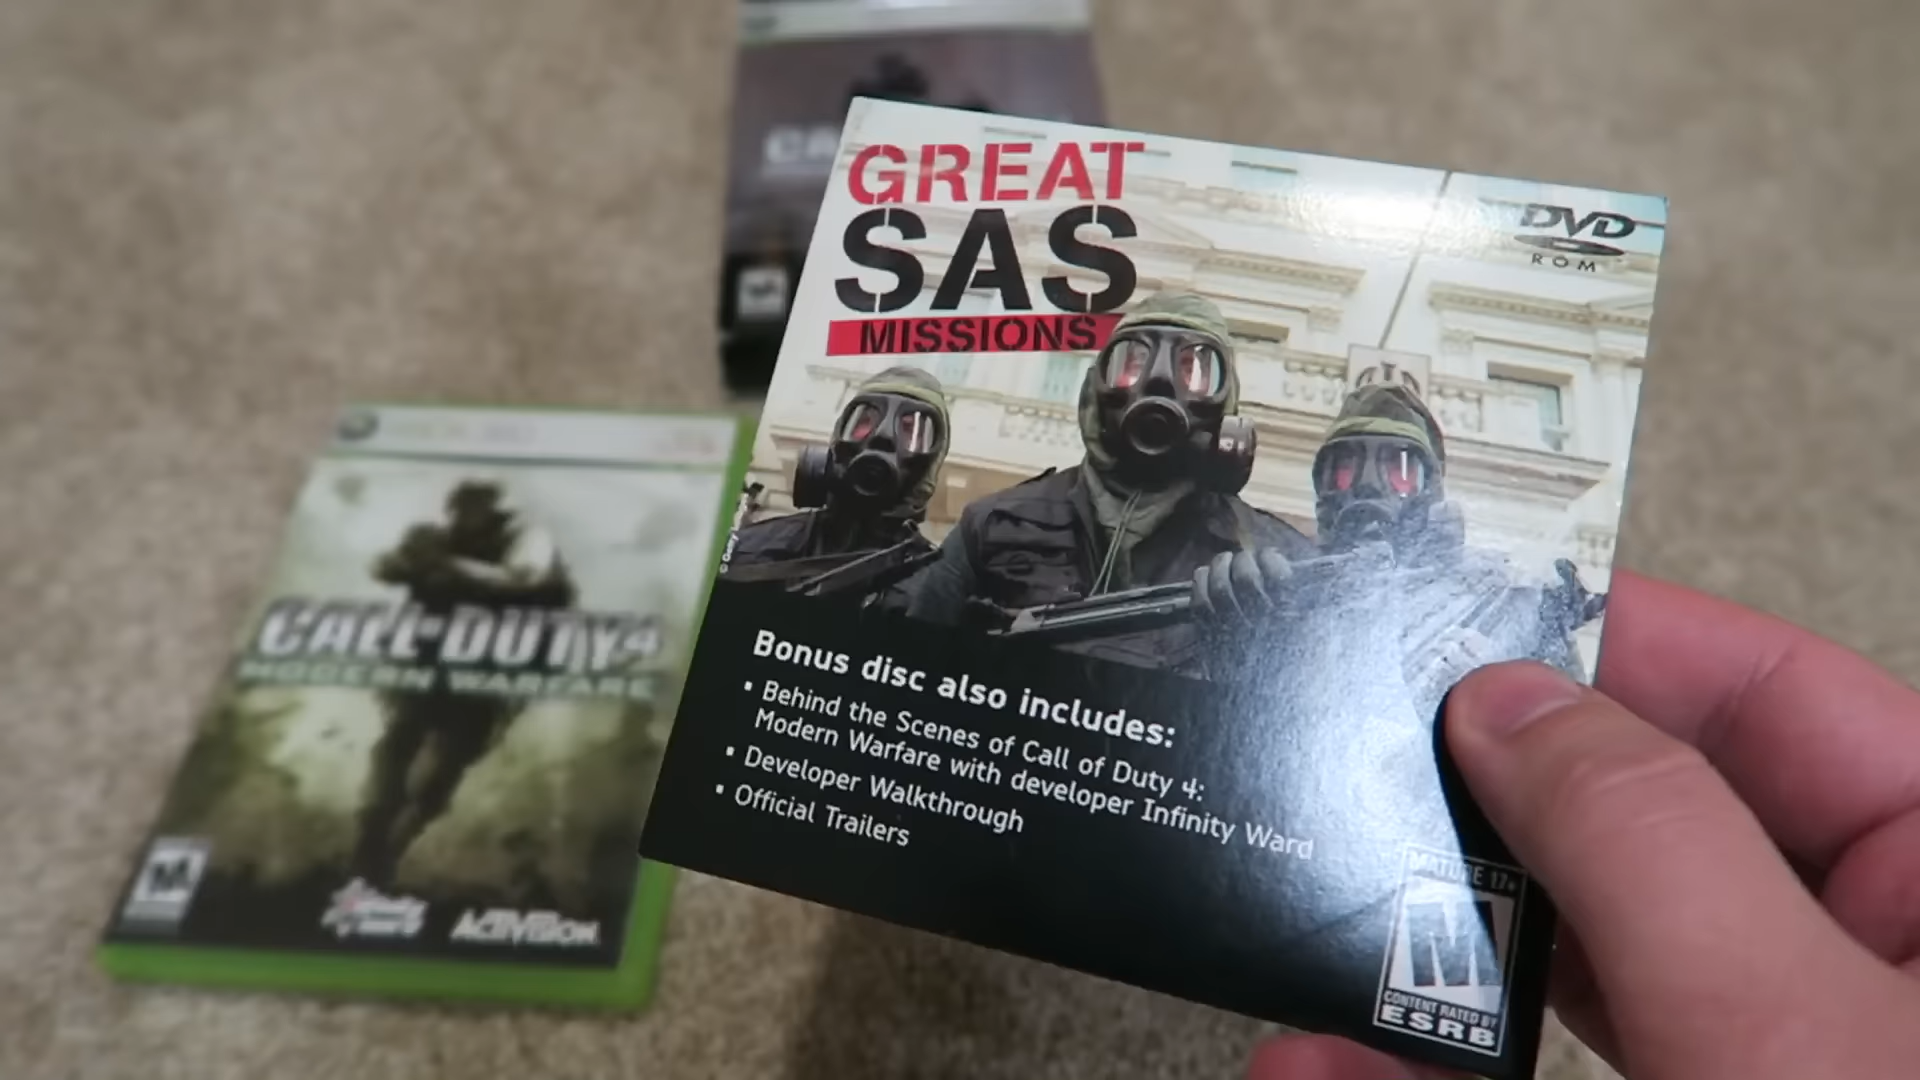 GREAT
SAS
MISSIONS
DVD
ROM
Bonus disc also includes:
▪ Behind the Scenes of Call of Duty 4:
Modern Warfare with developer Infinity Ward
▪ Developer Walkthrough
▪ Official Trailers
MATURE 17+
M
CONTENT RATED BY
ESRB
CALL OF DUTY 4
MODERN WARFARE
M
ACTIVISION